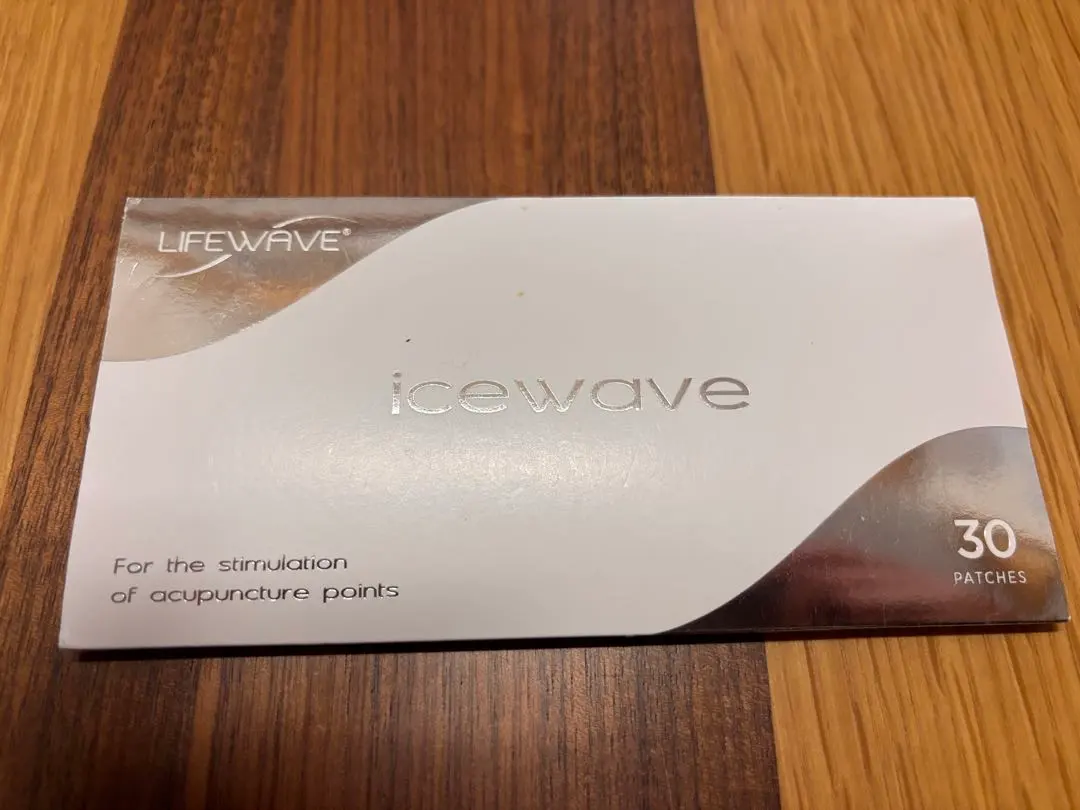 LIFEWAVE®
icewave
For the stimulation
of acupuncture points
30
PATCHES